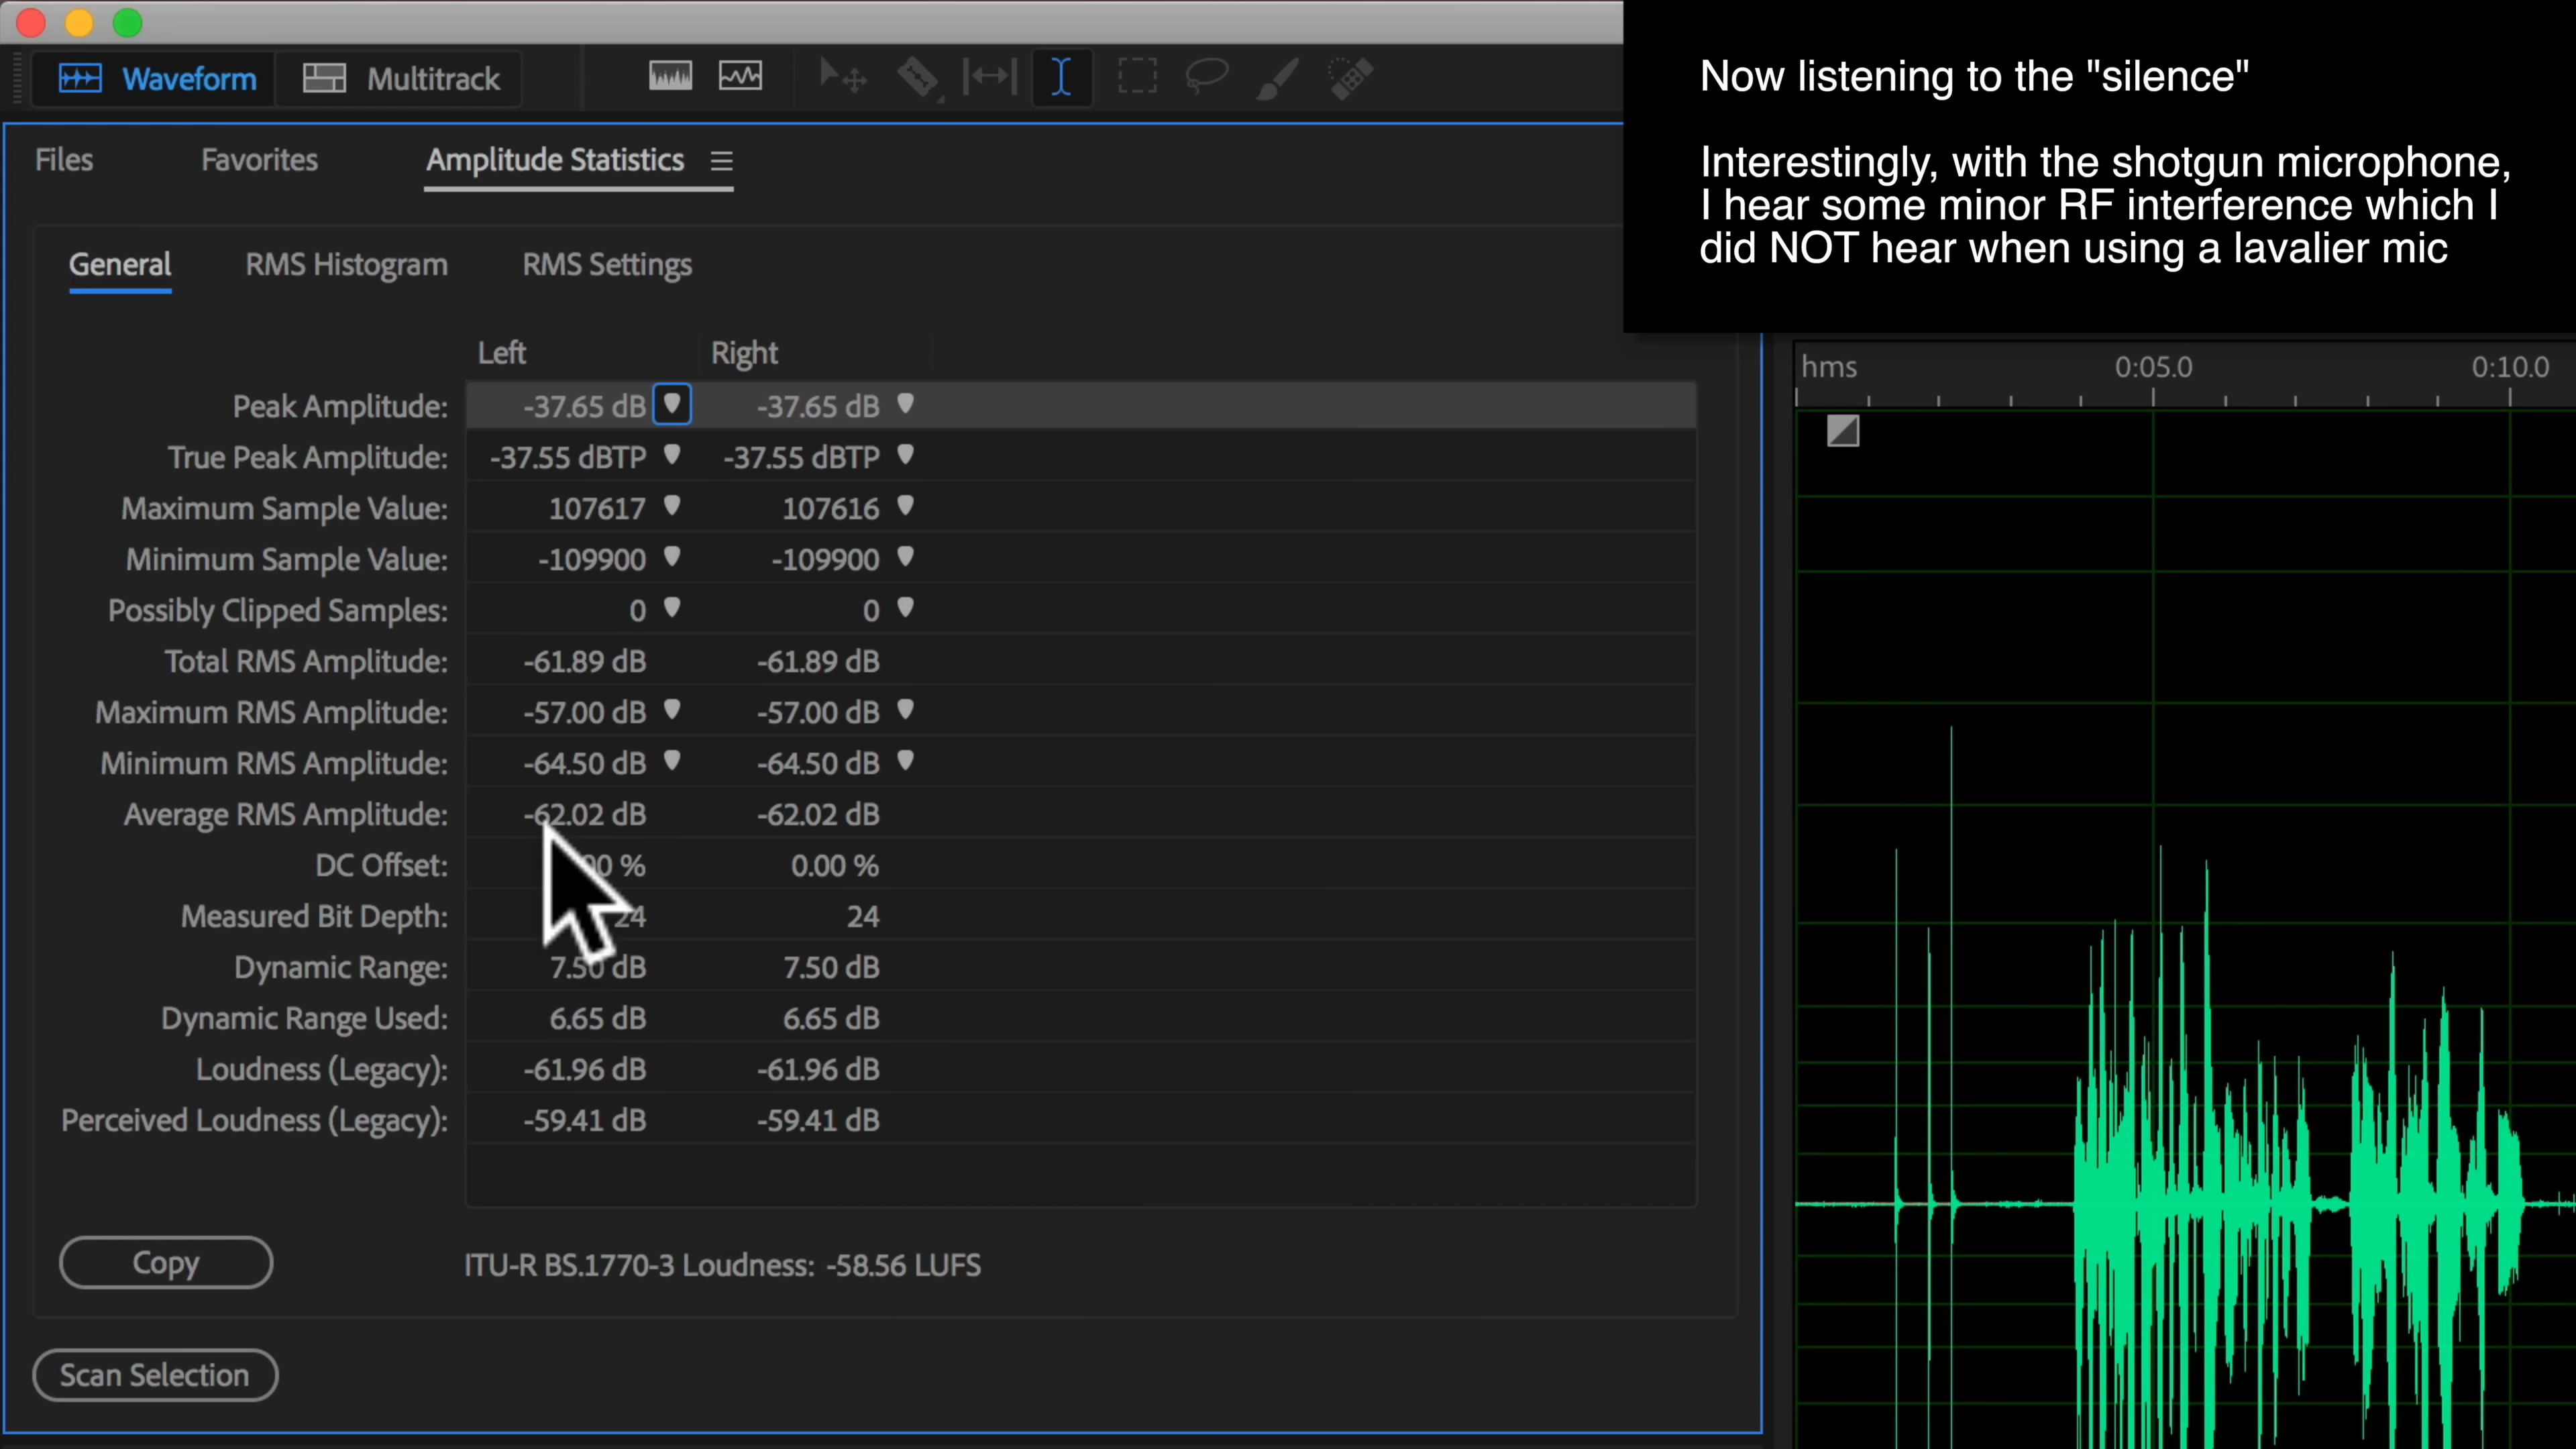 Waveform
Multitrack
Now listening to the "silence"
Interestingly, with the shotgun microphone,
I hear some minor RF interference which I
did NOT hear when using a lavalier mic
Files Favorites Amplitude Statistics
General RMS Histogram RMS Settings
Left Right
Peak Amplitude: -37.65 dB -37.65 dB
True Peak Amplitude: -37.55 dBTP -37.55 dBTP
Maximum Sample Value: 107617 107616
Minimum Sample Value: -109900 -109900
Possibly Clipped Samples: 0 0
Total RMS Amplitude: -61.89 dB -61.89 dB
Maximum RMS Amplitude: -57.00 dB -57.00 dB
Minimum RMS Amplitude: -64.50 dB -64.50 dB
Average RMS Amplitude: -62.02 dB -62.02 dB
DC Offset: % 0.00 %
Measured Bit Depth: 24 24
Dynamic Range: 7.50 dB 7.50 dB
Dynamic Range Used: 6.65 dB 6.65 dB
Loudness (Legacy): -61.96 dB -61.96 dB
Perceived Loudness (Legacy): -59.41 dB -59.41 dB
Copy
ITU-R BS.1770-3 Loudness: -58.56 LUFS
Scan Selection
hms 0:05.0 0:10.0